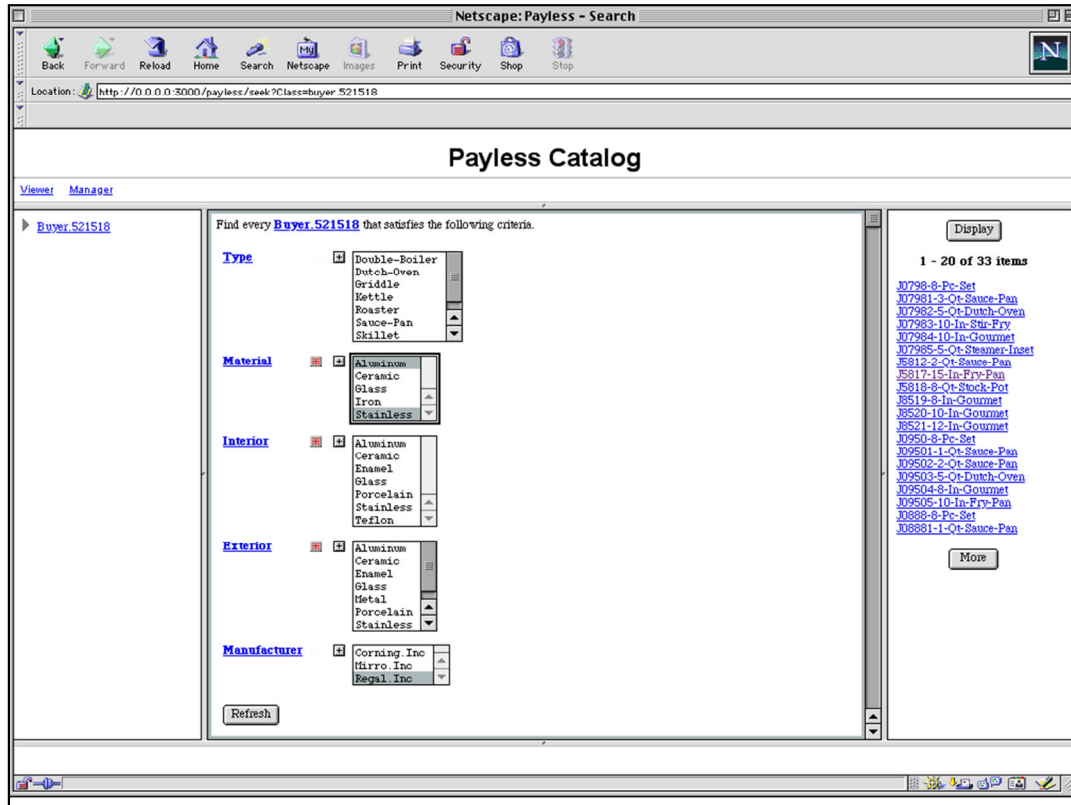 Netscape: Payless - Search
Back Forward Reload Home Search Netscape Images Print Security Shop Stop
My
N
Location: http://0.0.0.0:3000/payless/seek?Class=buyer.521518
Payless Catalog
Viewer Manager
Buyer.521518
Find every Buyer.521518 that satisfies the following criteria.
Type
Double-Boiler
Dutch-Oven
Griddle
Kettle
Roaster
Sauce-Pan
Skillet
Material
Aluminum
Ceramic
Glass
Iron
Stainless
Interior
Aluminum
Ceramic
Enamel
Glass
Porcelain
Stainless
Teflon
Exterior
Aluminum
Ceramic
Enamel
Glass
Metal
Porcelain
Stainless
Manufacturer
Corning.Inc
Mirro.Inc
Regal.Inc
Refresh
Display
1 - 20 of 33 items
J0798-8-Pc-Set
J07981-3-Qt-Sauce-Pan
J07982-5-Qt-Dutch-Oven
J07983-10-In-Stir-Fry
J07984-10-In-Gourmet
J07985-5-Qt-Steamer-Inset
J5812-2-Qt-Sauce-Pan
J5817-15-In-Fry-Pan
J5818-8-Qt-Stock-Pot
J8519-8-In-Gourmet
J8520-10-In-Gourmet
J8521-12-In-Gourmet
J0950-8-Pc-Set
J09501-1-Qt-Sauce-Pan
J09502-2-Qt-Sauce-Pan
J09503-5-Qt-Dutch-Oven
J09504-8-In-Gourmet
J09505-10-In-Fry-Pan
J0888-8-Pc-Set
J08881-1-Qt-Sauce-Pan
More